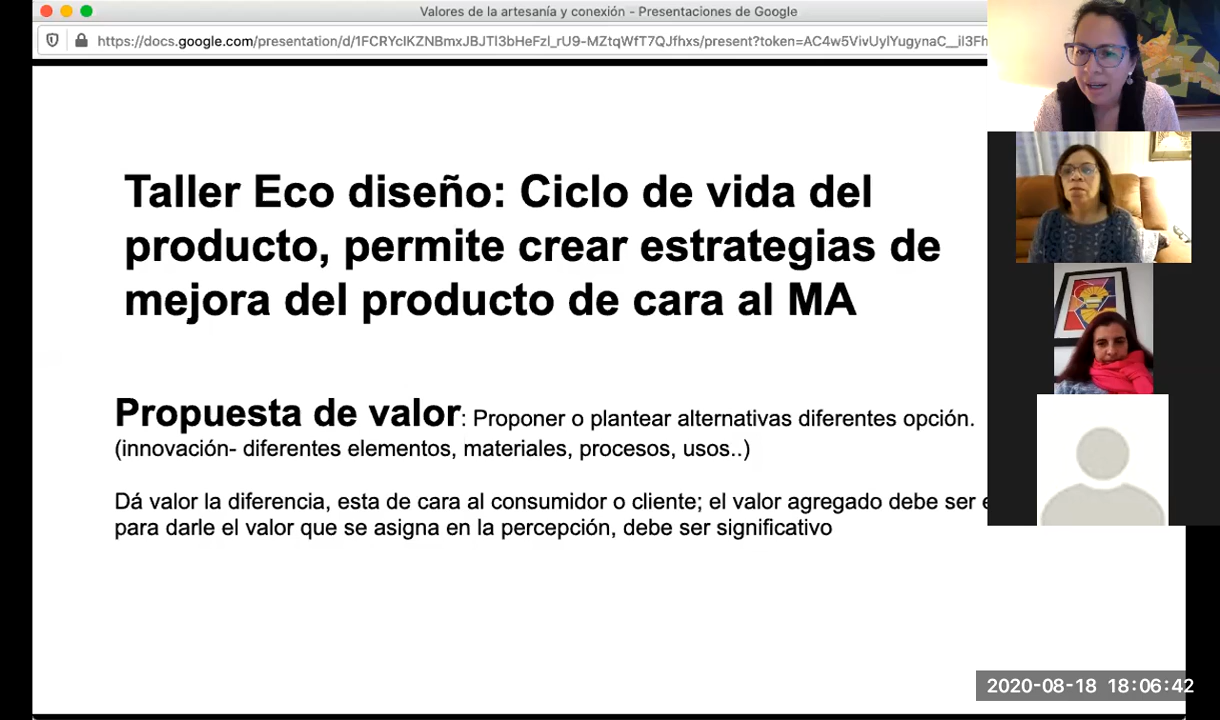 Valores de la artesanía y conexión - Presentaciones de Google
https://docs.google.com/presentation/d/1FCRYcIKZNBmxJBJTI3bHeFzI_rU9-MZtqWfT7QJfhxs/present?token=AC4w5VivUyIYugynaC__iI3Fh
Taller Eco diseño: Ciclo de vida del
producto, permite crear estrategias de
mejora del producto de cara al MA
Propuesta de valor: Proponer o plantear alternativas diferentes opción.
(innovación- diferentes elementos, materiales, procesos, usos..)
Dá valor la diferencia, esta de cara al consumidor o cliente; el valor agregado debe ser
para darle el valor que se asigna en la percepción, debe ser significativo
2020-08-18 18:06:42